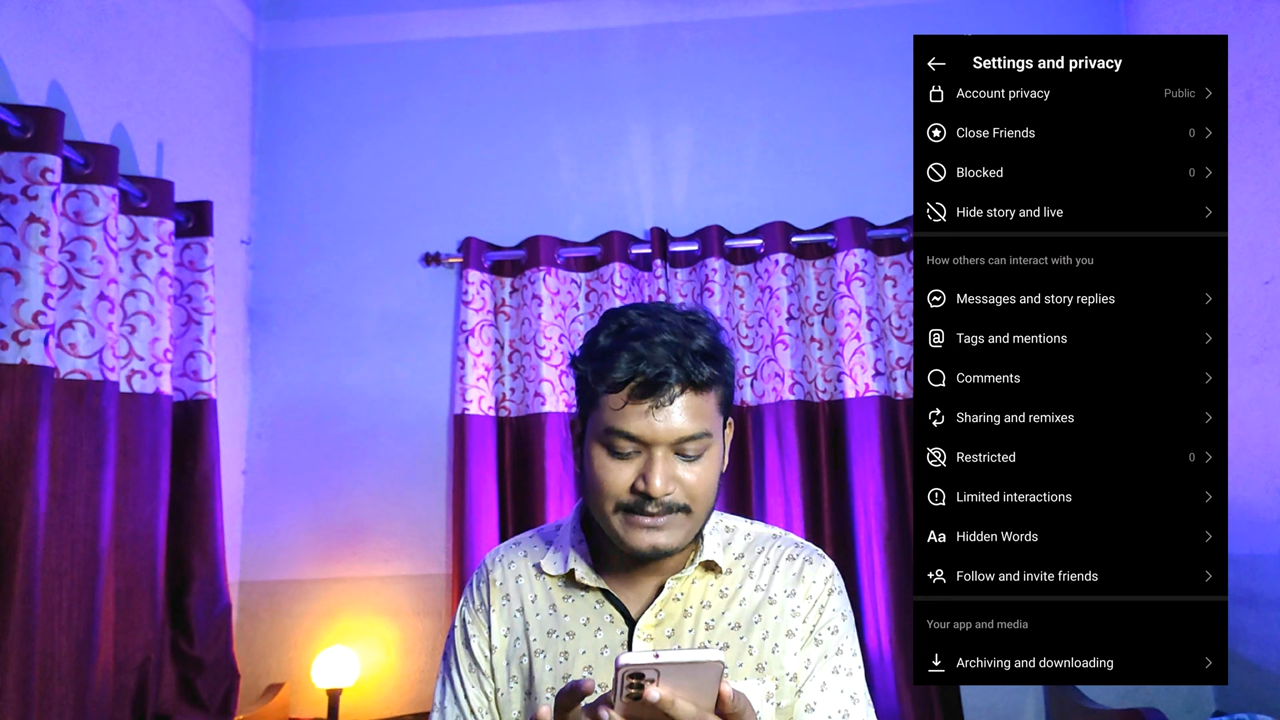 Settings and privacy
Account privacy Public
Close Friends 0
Blocked 0
Hide story and live
How others can interact with you
Messages and story replies
Tags and mentions
Comments
Sharing and remixes
Restricted 0
Limited interactions
Aa Hidden Words
Follow and invite friends
Your app and media
Archiving and downloading